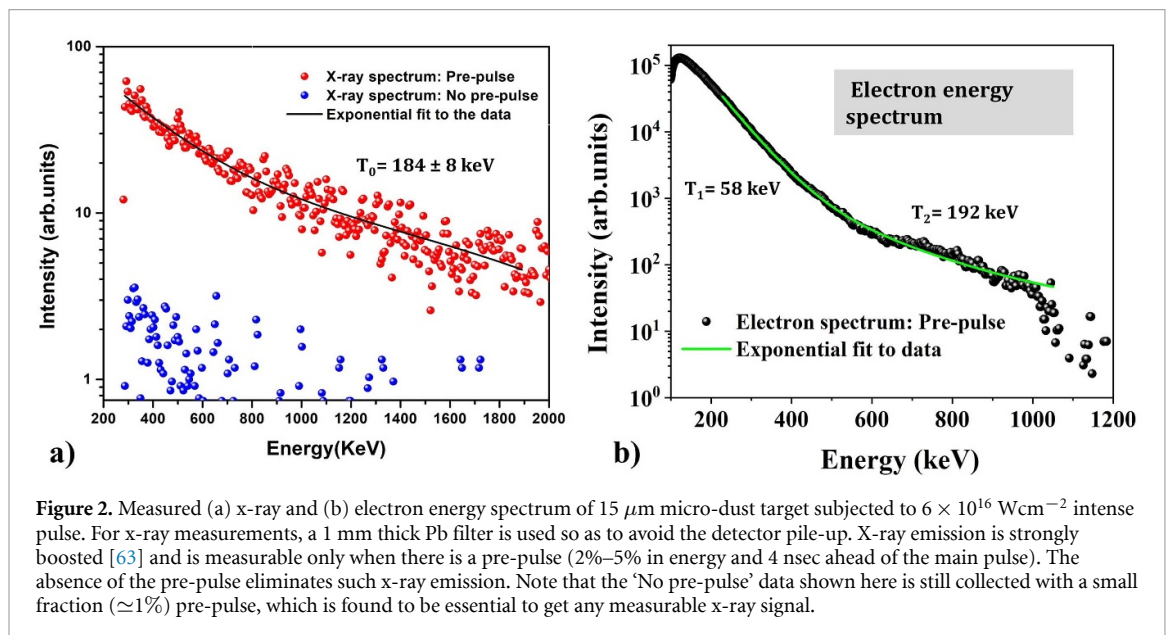 100
10
1
Intensity (arb.units)
X-ray spectrum: Pre-pulse
X-ray spectrum: No pre-pulse
Exponential fit to the data
T₀= 184 ± 8 keV
200 400 600 800 1000 1200 1400 1600 1800 2000
Energy(KeV)
a)
10⁵
10⁴
10³
10²
10¹
10⁰
Intensity (arb.units)
Electron energy
spectrum
T₁= 58 keV
T₂= 192 keV
Electron spectrum: Pre-pulse
Exponential fit to data
200 400 600 800 1000 1200
Energy (keV)
b)
Figure 2. Measured (a) x-ray and (b) electron energy spectrum of 15 μm micro-dust target subjected to 6 × 10¹⁶ Wcm⁻² intense
pulse. For x-ray measurements, a 1 mm thick Pb filter is used so as to avoid the detector pile-up. X-ray emission is strongly
boosted [63] and is measurable only when there is a pre-pulse (2%–5% in energy and 4 nsec ahead of the main pulse). The
absence of the pre-pulse eliminates such x-ray emission. Note that the ‘No pre-pulse’ data shown here is still collected with a small
fraction (≃1%) pre-pulse, which is found to be essential to get any measurable x-ray signal.